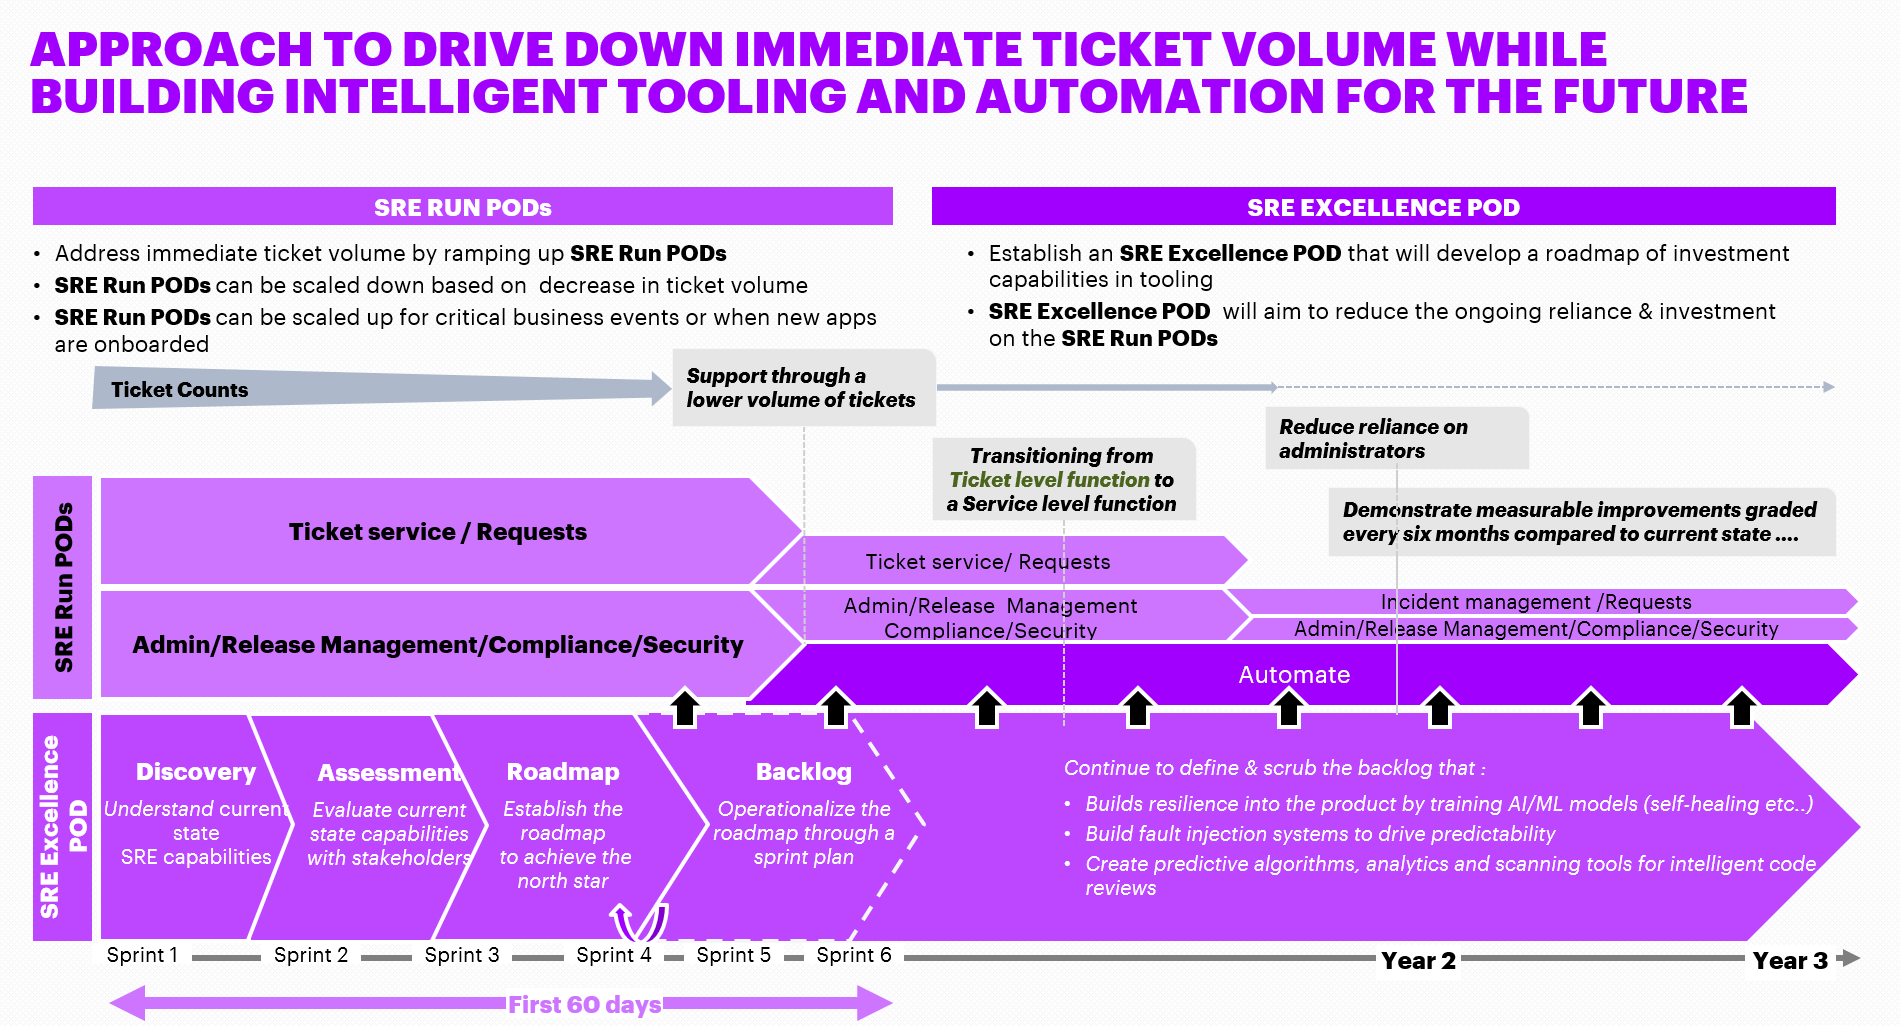 APPROACH TO DRIVE DOWN IMMEDIATE TICKET VOLUME WHILE
BUILDING INTELLIGENT TOOLING AND AUTOMATION FOR THE FUTURE
SRE RUN PODs
• Address immediate ticket volume by ramping up SRE Run PODs
• SRE Run PODs can be scaled down based on decrease in ticket volume
• SRE Run PODs can be scaled up for critical business events or when new apps
are onboarded
SRE EXCELLENCE POD
• Establish an SRE Excellence POD that will develop a roadmap of investment
capabilities in tooling
• SRE Excellence POD will aim to reduce the ongoing reliance & investment
on the SRE Run PODs
Ticket Counts
Support through a
lower volume of tickets
Transitioning from
Ticket level function to
a Service level function
Reduce reliance on
administrators
Demonstrate measurable improvements graded
every six months compared to current state ....
SRE Run PODs
Ticket service / Requests
Admin/Release Management/Compliance/Security
Ticket service/ Requests
Admin/Release Management
Compliance/Security
Incident management /Requests
Admin/Release Management/Compliance/Security
Automate
SRE Excellence
POD
Discovery
Understand current
state
SRE capabilities
Assessment
Evaluate current
state capabilities
with stakeholders
Roadmap
Establish the
roadmap
to achieve the
north star
Backlog
Operationalize the
roadmap through a
sprint plan
Continue to define & scrub the backlog that :
• Builds resilience into the product by training AI/ML models (self-healing etc..)
• Build fault injection systems to drive predictability
• Create predictive algorithms, analytics and scanning tools for intelligent code
reviews
Sprint 1
Sprint 2
Sprint 3
Sprint 4
Sprint 5
Sprint 6
Year 2
Year 3
First 60 days